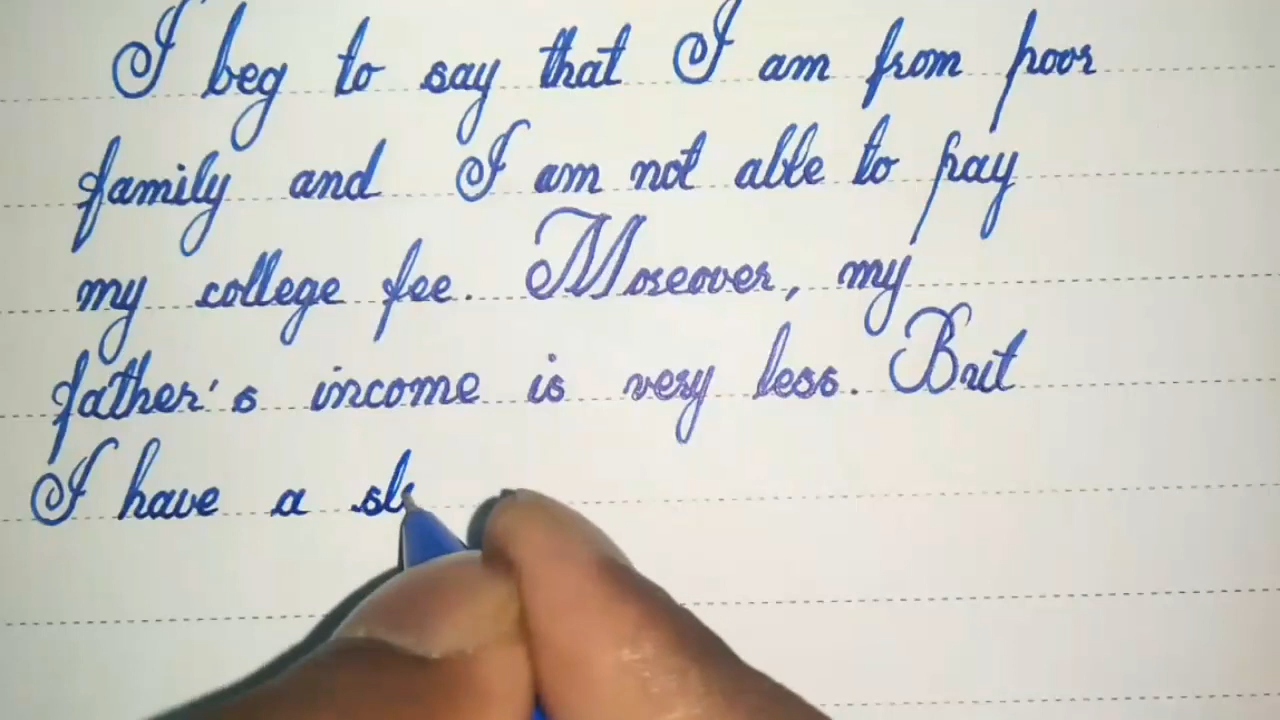 I beg to say that I am from poor
family and I am not able to pay
my college fee. Moreover, my
father's income is very less. But
I have a